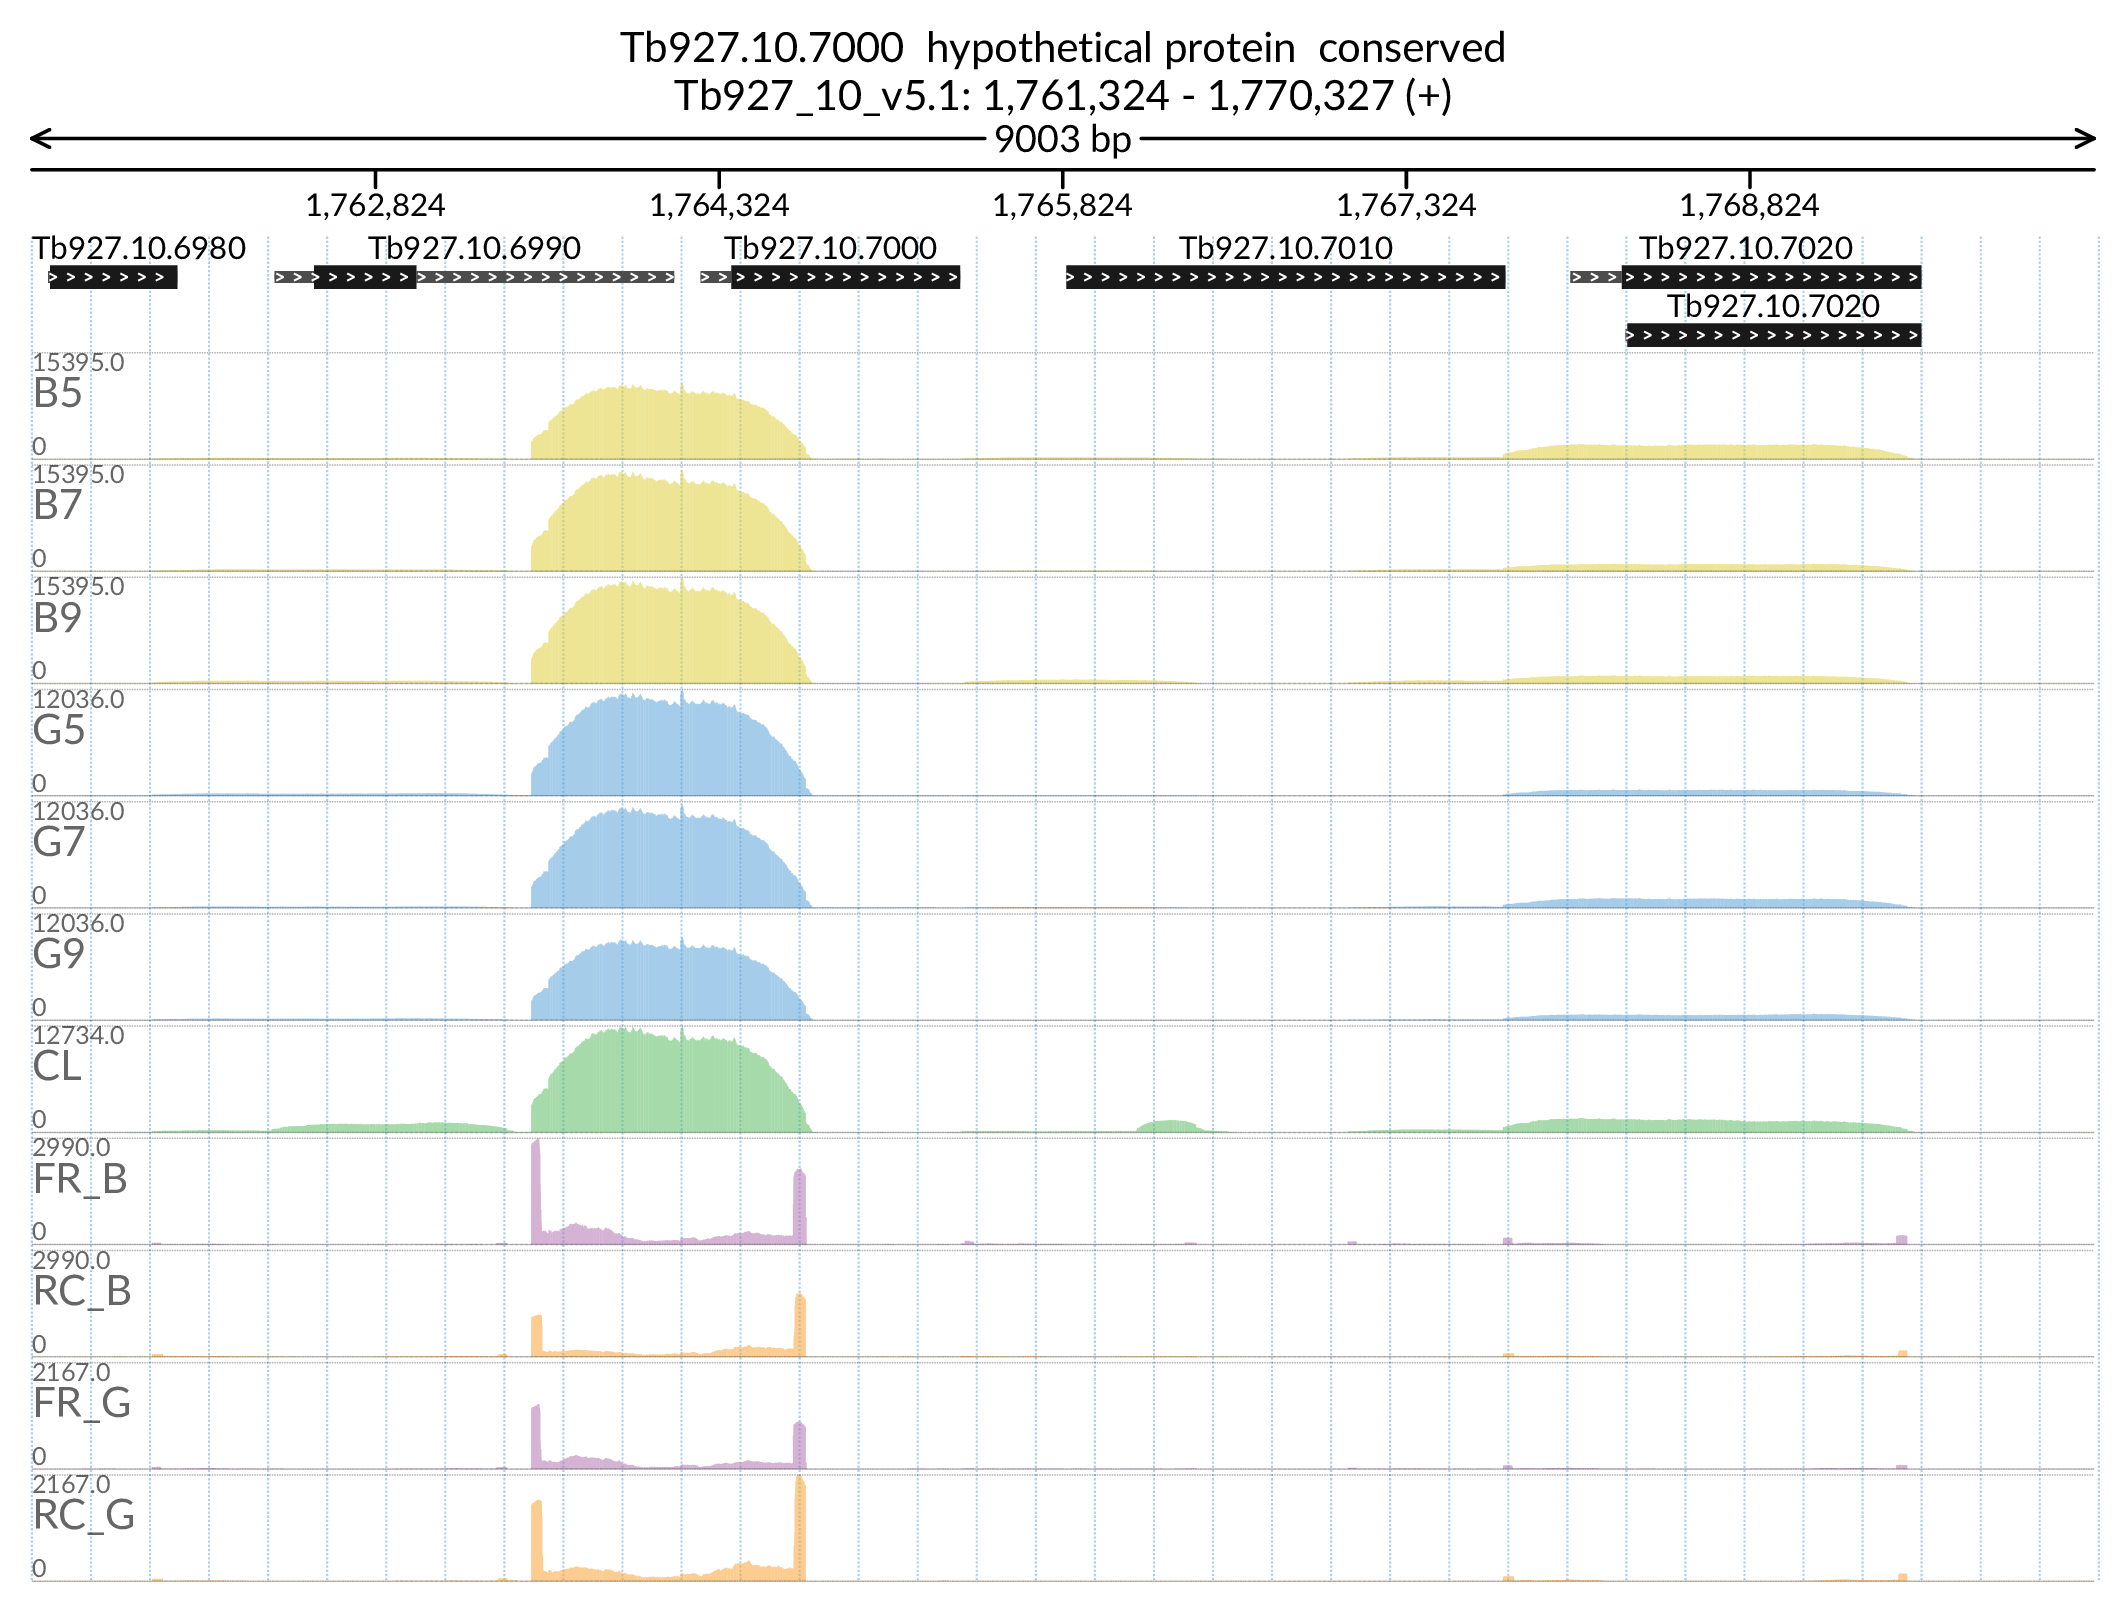 Tb927.10.7000  hypothetical protein  conserved
Tb927_10_v5.1: 1,761,324 - 1,770,327 (+)
9003 bp
1,762,824 1,764,324 1,765,824 1,767,324 1,768,824
Tb927.10.6980 Tb927.10.6990 Tb927.10.7000 Tb927.10.7010 Tb927.10.7020
Tb927.10.7020
15395.0
B5
0
15395.0
B7
0
15395.0
B9
0
12036.0
G5
0
12036.0
G7
0
12036.0
G9
0
12734.0
CL
0
2990.0
FR_B
0
2990.0
RC_B
0
2167.0
FR_G
0
2167.0
RC_G
0